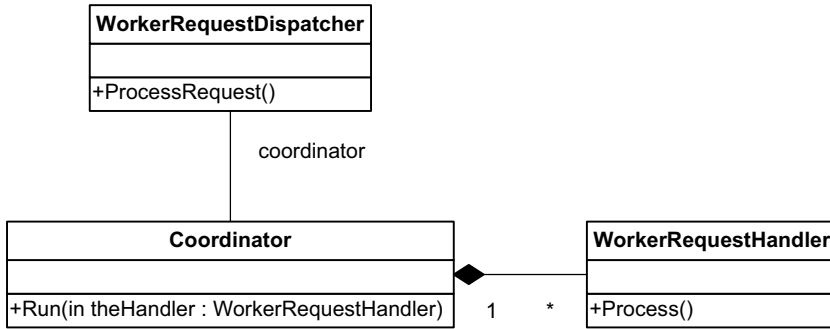 WorkerRequestDispatcher
+ProcessRequest()
coordinator
Coordinator
+Run(in theHandler : WorkerRequestHandler)
1
*
WorkerRequestHandler
+Process()